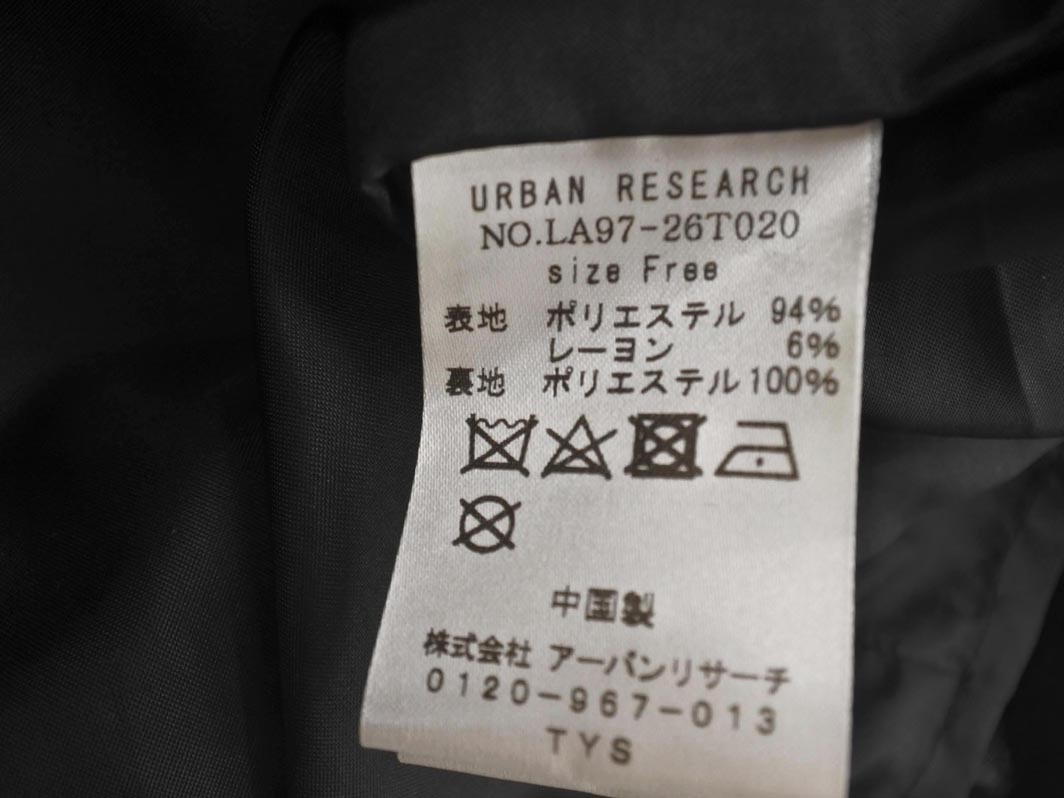 URBAN RESEARCH
NO.LA97-26T020
size Free
表地 ポリエステル 94%
レーヨン 6%
裏地 ポリエステル 100%
中国製
株式会社 アーバンリサーチ
0120-967-013
TYS